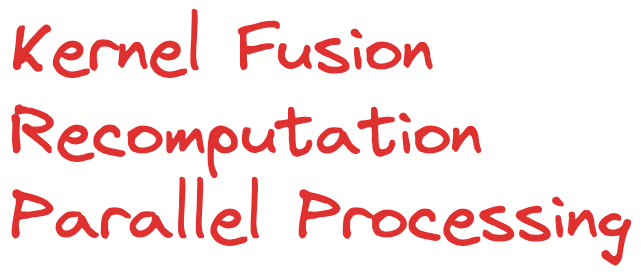 Kernel Fusion
Recomputation
Parallel Processing